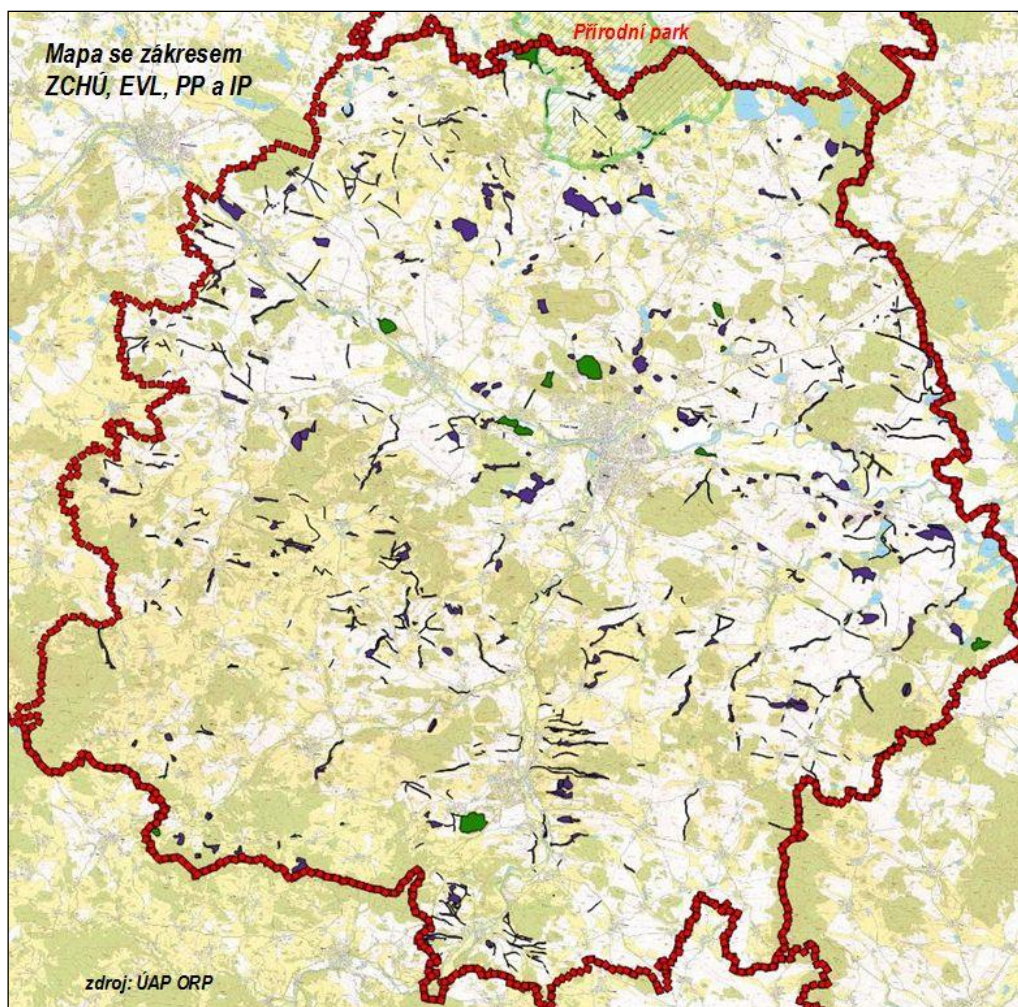 Přírodní park
Mapa se zákresem
ZCHÚ, EVL, PP a IP
zdroj: ÚAP ORP